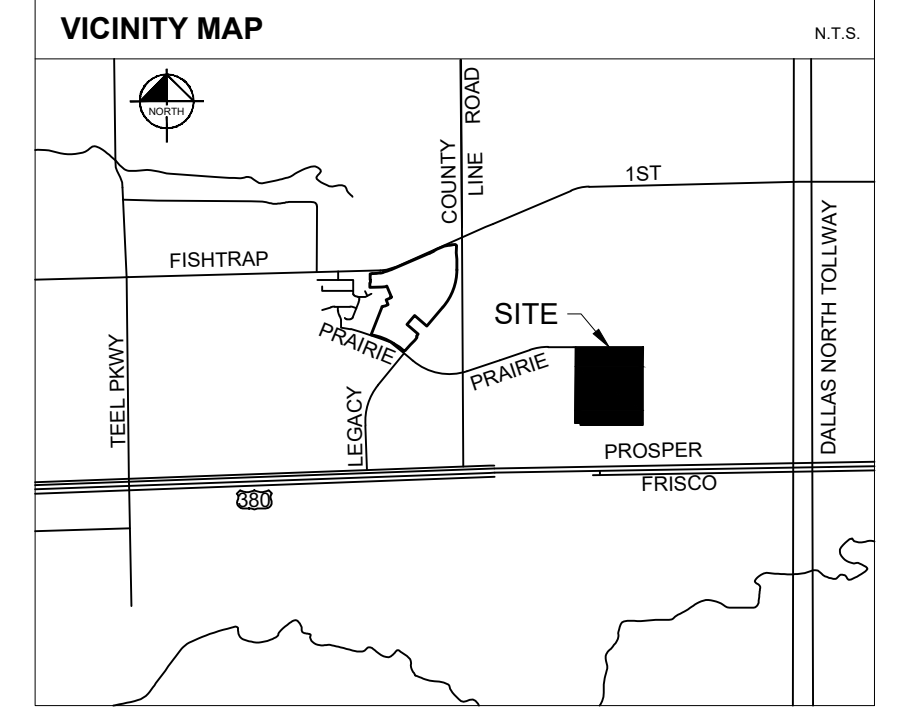 VICINITY MAP
N.T.S.
NORTH
COUNTY
LINE ROAD
1ST
FISHTRAP
DALLAS NORTH TOLLWAY
SITE
PRAIRIE
PRAIRIE
TEEL PKWY
LEGACY
PROSPER
FRISCO
380